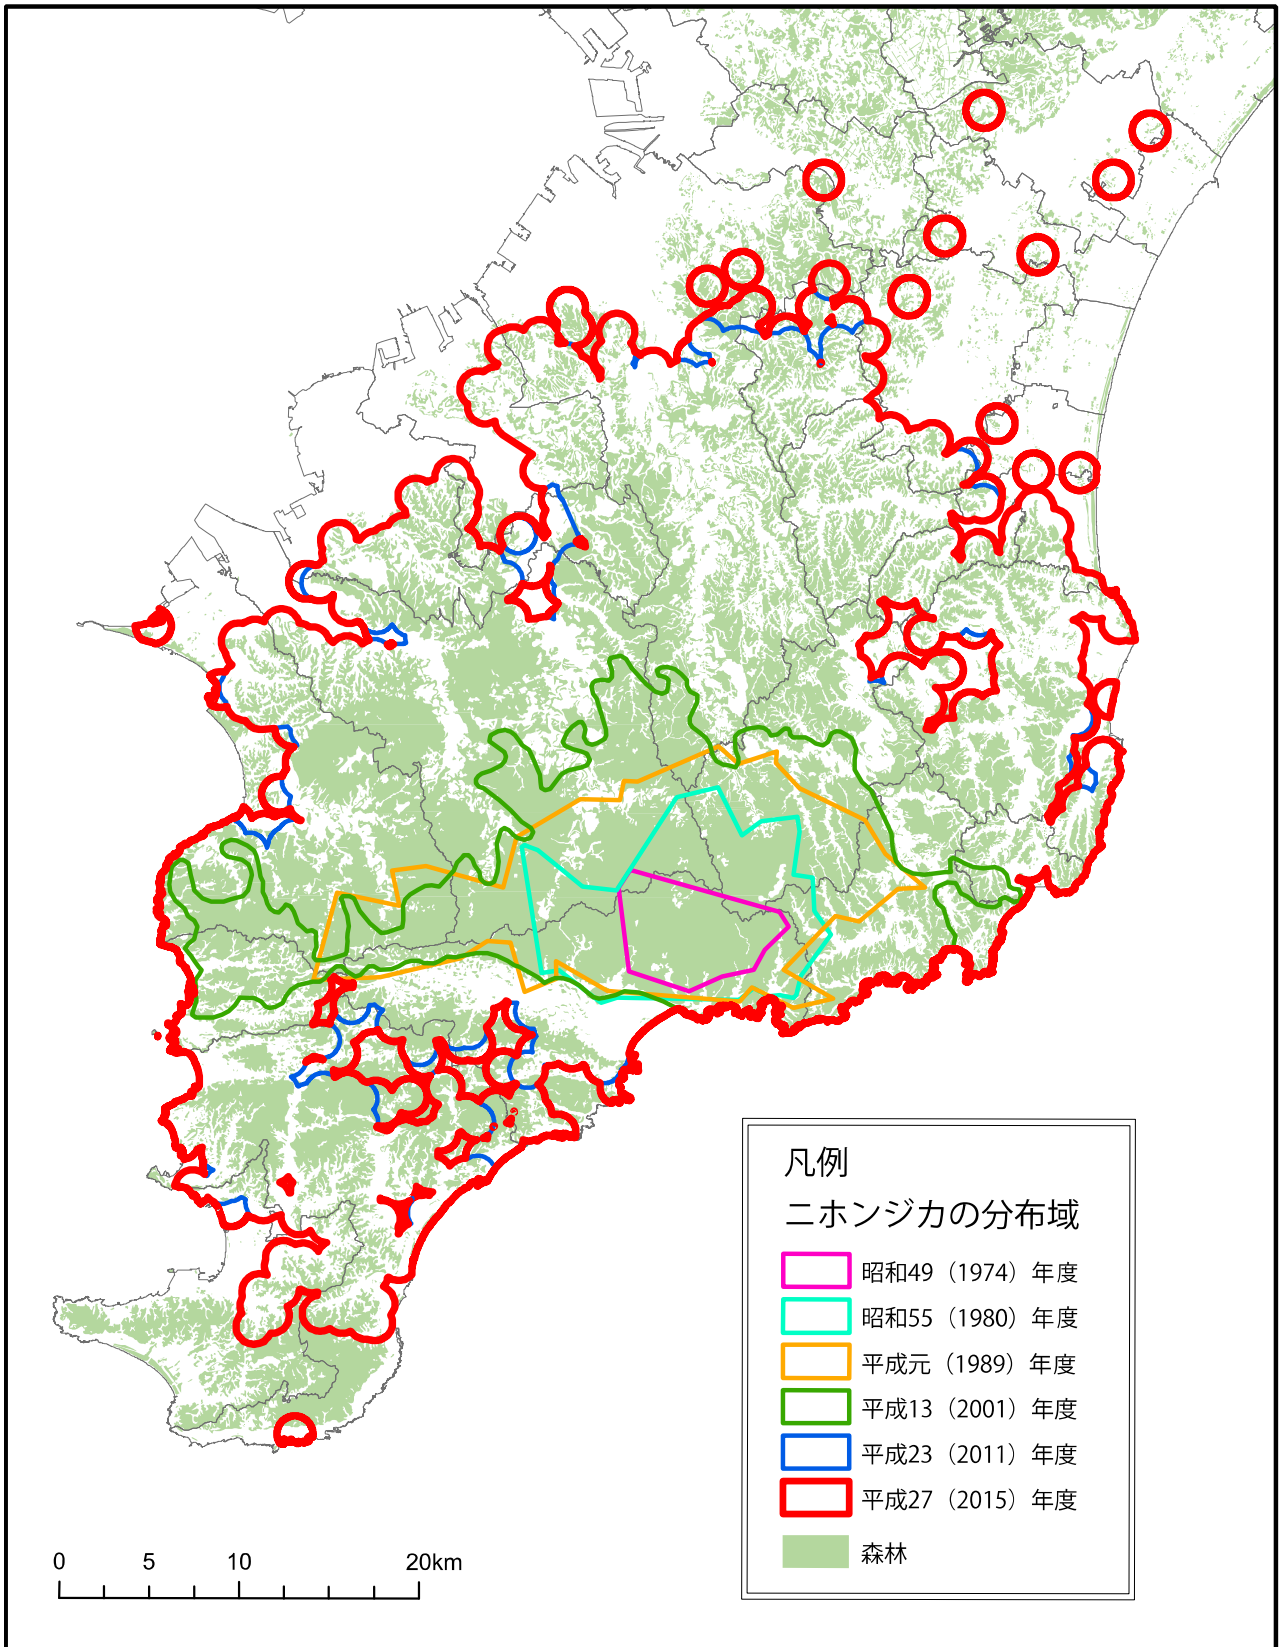 凡例
ニホンジカの分布域
昭和49（1974）年度
昭和55（1980）年度
平成元（1989）年度
平成13（2001）年度
平成23（2011）年度
平成27（2015）年度
森林
0 5 10 20km